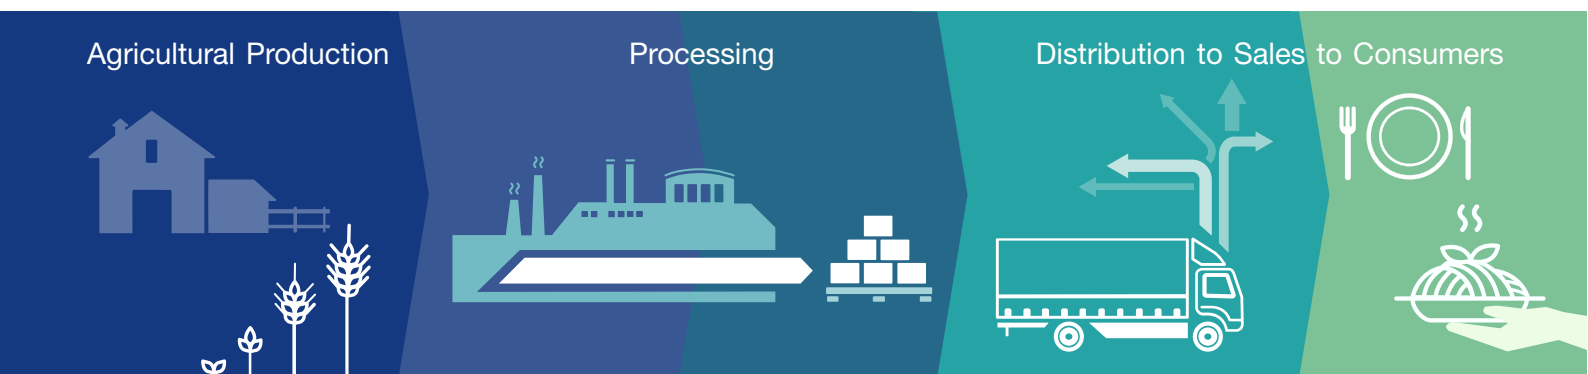 Agricultural Production
Processing
Distribution to Sales to Consumers